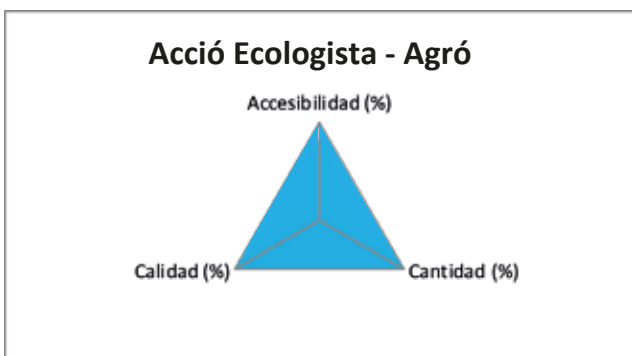 Acció Ecologista - Agró
Accesibilidad (%)
Calidad (%)
Cantidad (%)